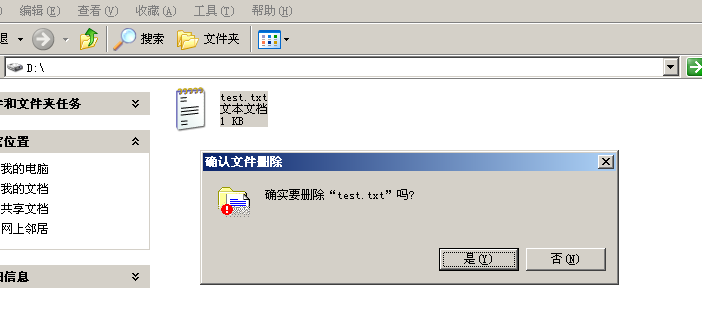 编辑(E) 查看(V) 收藏(A) 工具(T) 帮助(H)
退 搜索 文件夹
D:\
件和文件夹任务
test.txt
文本文档
1 KB
它位置
我的电脑
我的文档
共享文档
网上邻居
细信息
确认文件删除
确实要删除“test.txt”吗?
是(Y) 否(N)